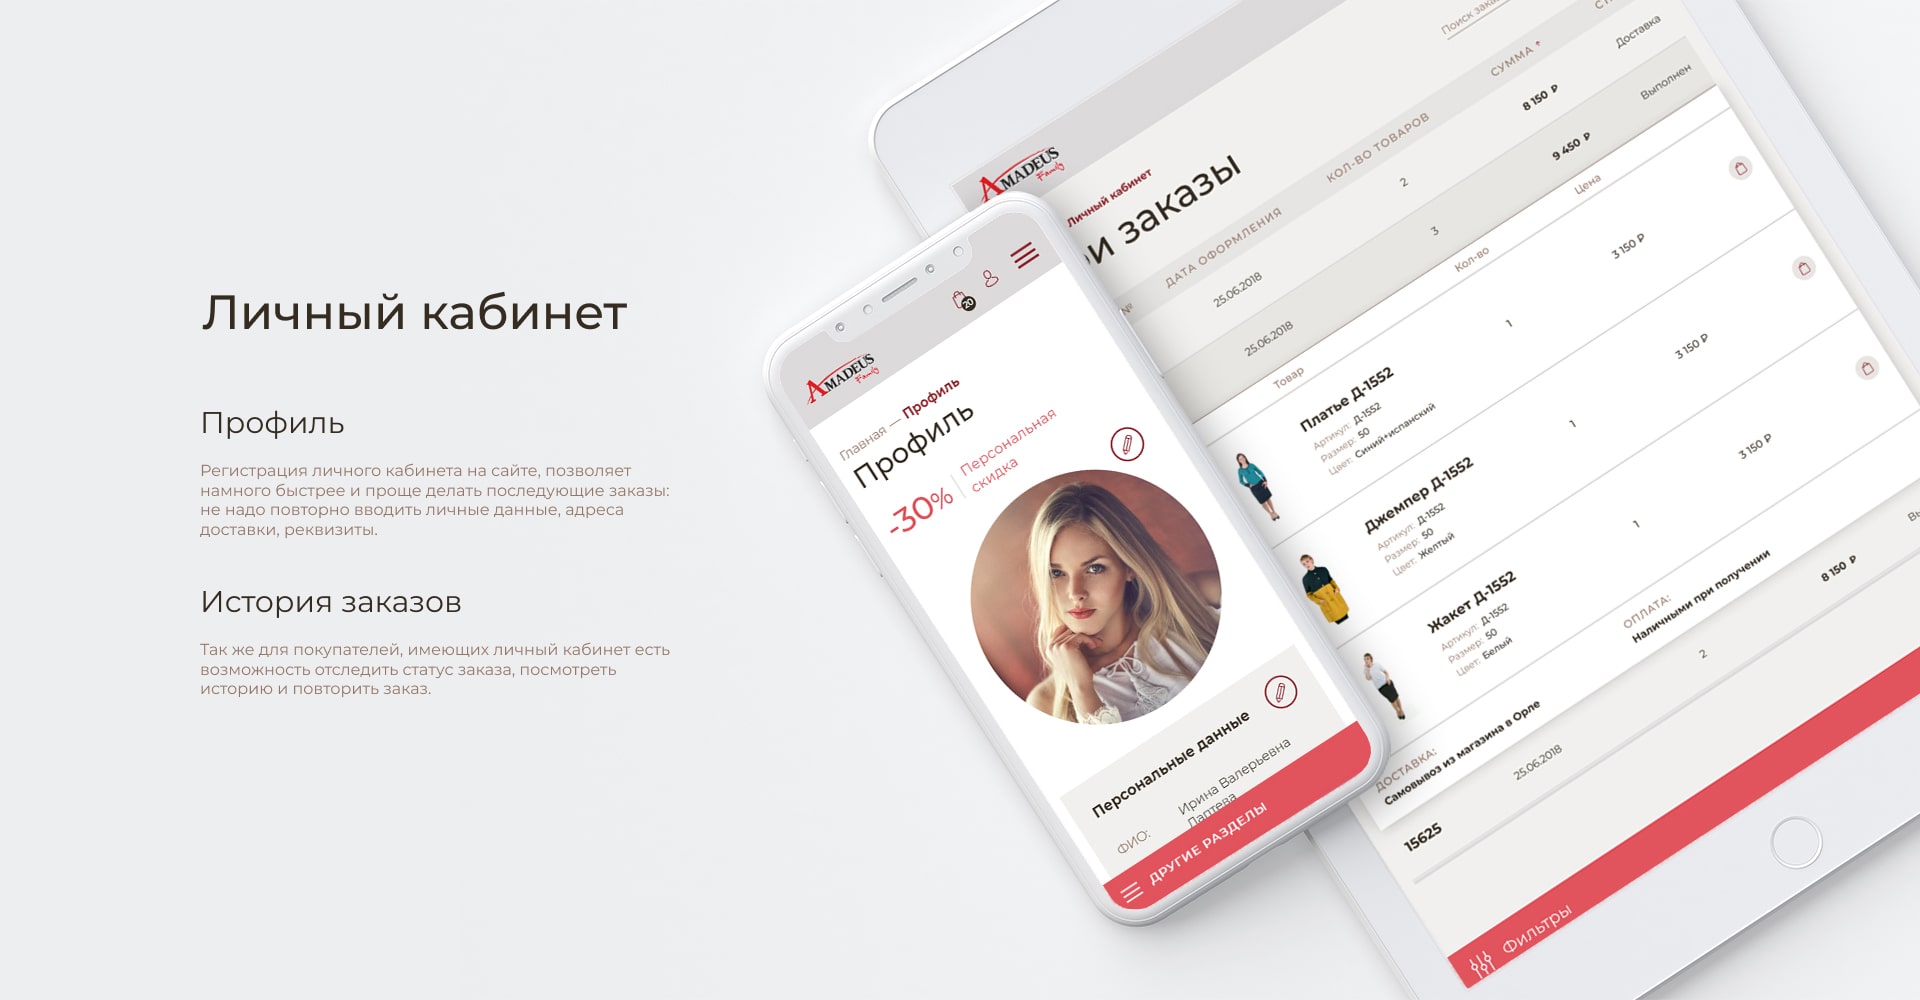 Личный кабинет
Профиль
Регистрация личного кабинета на сайте, позволяет
намного быстрее и проще делать последующие заказы:
не надо повторно вводить личные данные, адреса
доставки, реквизиты.
История заказов
Так же для покупателей, имеющих личный кабинет есть
возможность отследить статус заказа, посмотреть
историю и повторить заказ.
AMADEUS
Family
20
Главная — Профиль
Профиль
-30%
Персональная
скидка
Персональные данные
ФИО:
Ирина Валерьевна
Лаптева
ДРУГИЕ РАЗДЕЛЫ
AMADEUS
Family
Личный кабинет
заказы
Поиск
№
ДАТА ОФОРМЛЕНИЯ
КОЛ-ВО ТОВАРОВ
СУММА ↑
25.06.2018
2
8 150 ₽
Доставка
25.06.2018
3
9 450 ₽
Выполнен
Товар
Кол-во
Цена
Платье Д-1552
Артикул: Д-1552
Размер: 50
Цвет: Синий+испанский
1
3 150 ₽
Джемпер Д-1552
Артикул: Д-1552
Размер: 50
Цвет: Желтый
1
3 150 ₽
Жакет Д-1552
Артикул: Д-1552
Размер: 50
Цвет: Белый
1
3 150 ₽
ДОСТАВКА:
Самовывоз из магазина в Орле
ОПЛАТА:
Наличными при получении
15625
25.06.2018
2
8 150 ₽
Фильтры